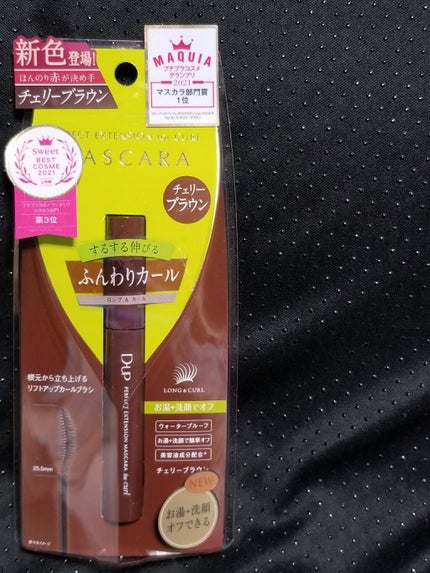 新色登場!
ほんのり赤が決め手
チェリーブラウン
MAQUIA
プチプラコスメ
グランプリ
2021
マスカラ部門賞
1位
PERFECT EXTENSION for CURL
MASCARA
sweet
BEST
COSME
2021
第3位
チェリー
ブラウン
するする伸びる
ふんわりカール
ロング&カール
D-UP PERFECT EXTENSION MASCARA for curl
LONG & CURL
根元から立ち上げる
リフトアップカールブラシ
25.5mm
お湯+洗顔でオフ
ウォータープルーフ
お湯+洗顔で簡単オフ
美容液成分配合*
チェリーブラウン
NEW
お湯+洗顔
オフできる